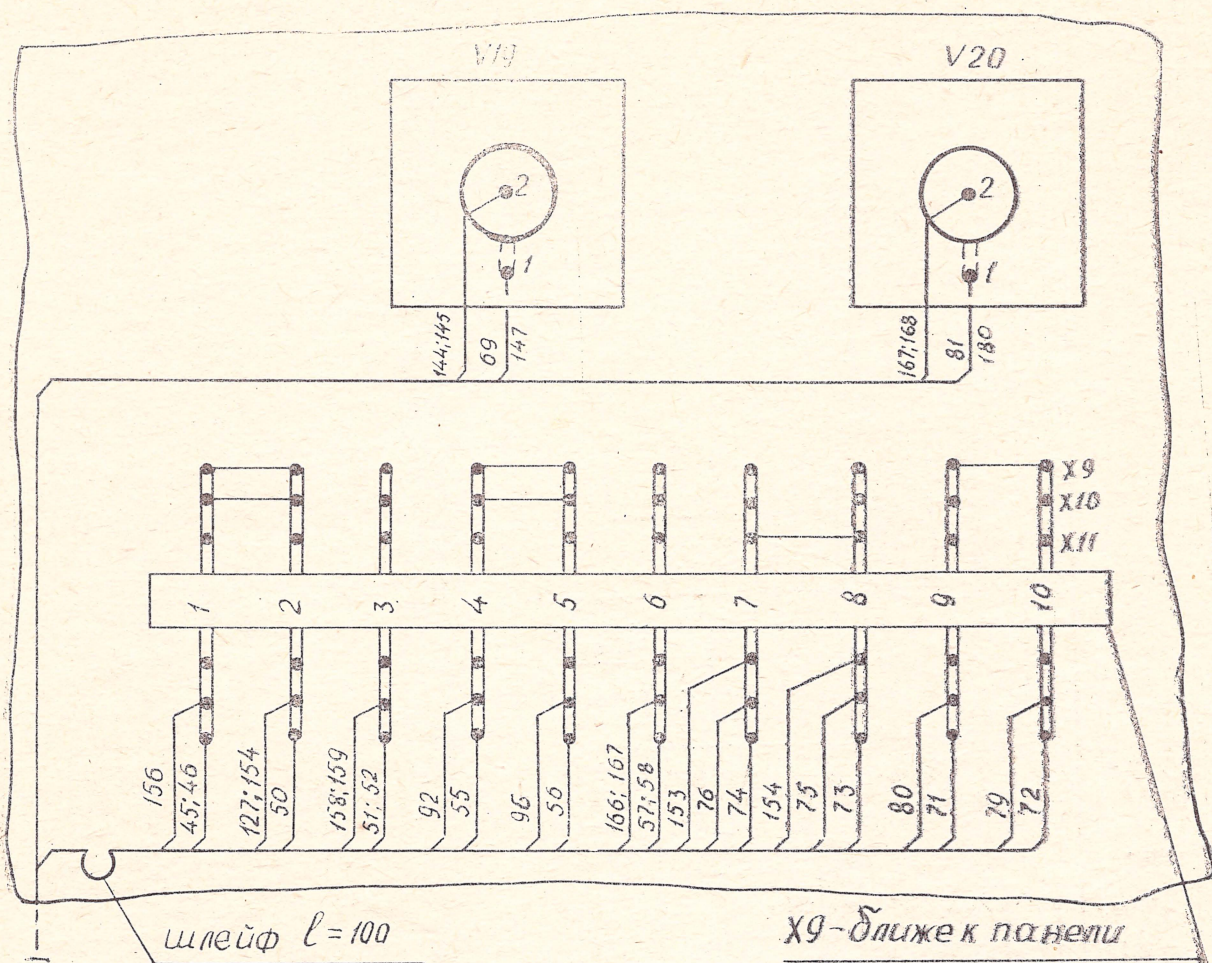 V19 V20
2 2
1 1
144;145 69 147 167;168 81 180
X9
X10
X11
1 2 3 4 5 6 7 8 9 10
156 45;46 127;154 50 158;159 51;52 92 55 96 56 166;167 57;58 153 76 74 154 75 73 80 71 79 72
шлейф ℓ=100 X9-ближе к панели